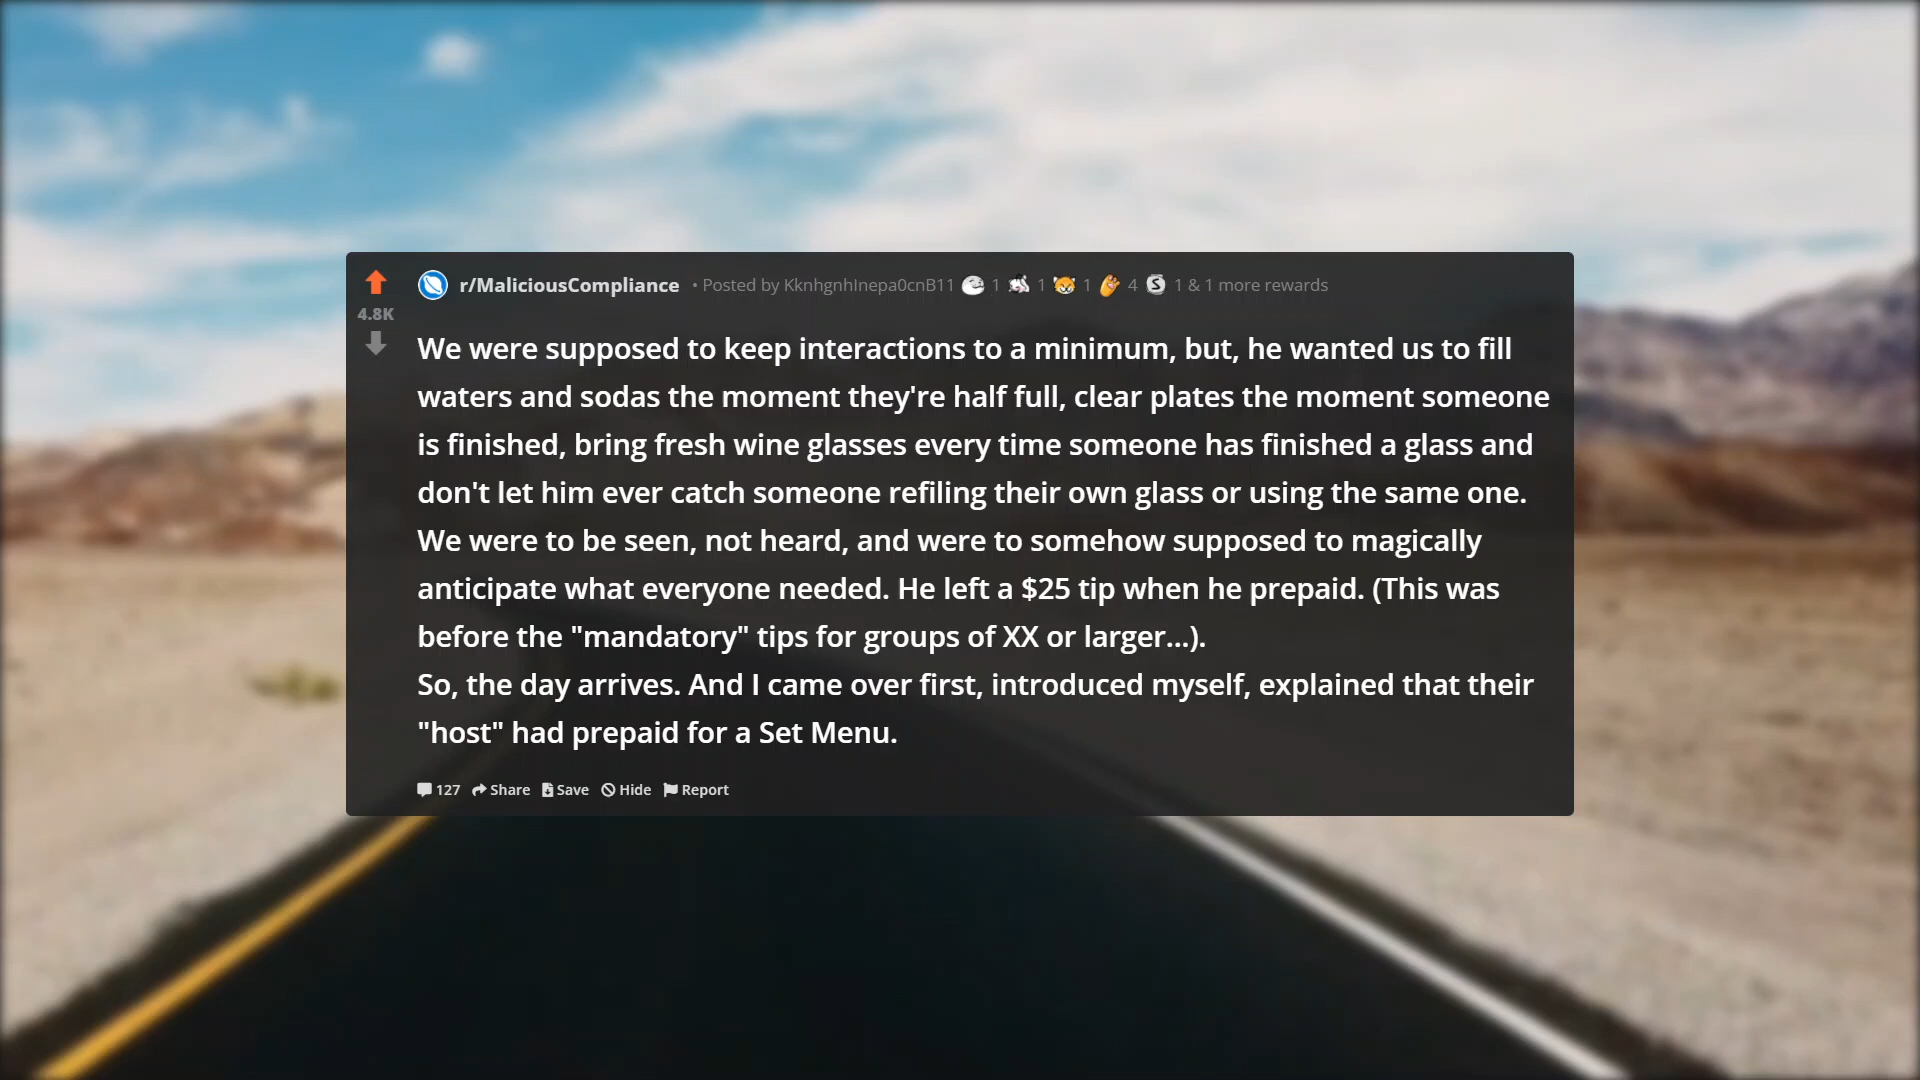 r/MaliciousCompliance • Posted by KknhgnhInepa0cnB11 1 1 1 4 1 & 1 more rewards
4.8K
We were supposed to keep interactions to a minimum, but, he wanted us to fill
waters and sodas the moment they're half full, clear plates the moment someone
is finished, bring fresh wine glasses every time someone has finished a glass and
don't let him ever catch someone refiling their own glass or using the same one.
We were to be seen, not heard, and were to somehow supposed to magically
anticipate what everyone needed. He left a $25 tip when he prepaid. (This was
before the "mandatory" tips for groups of XX or larger...).
So, the day arrives. And I came over first, introduced myself, explained that their
"host" had prepaid for a Set Menu.
127 Share Save Hide Report